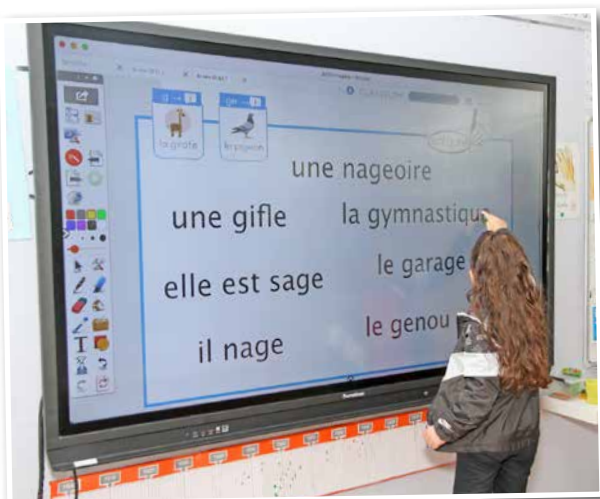 la girafe
le pigeon
une nageoire
une gifle
la gymnastique
elle est sage
le garage
il nage
le genou